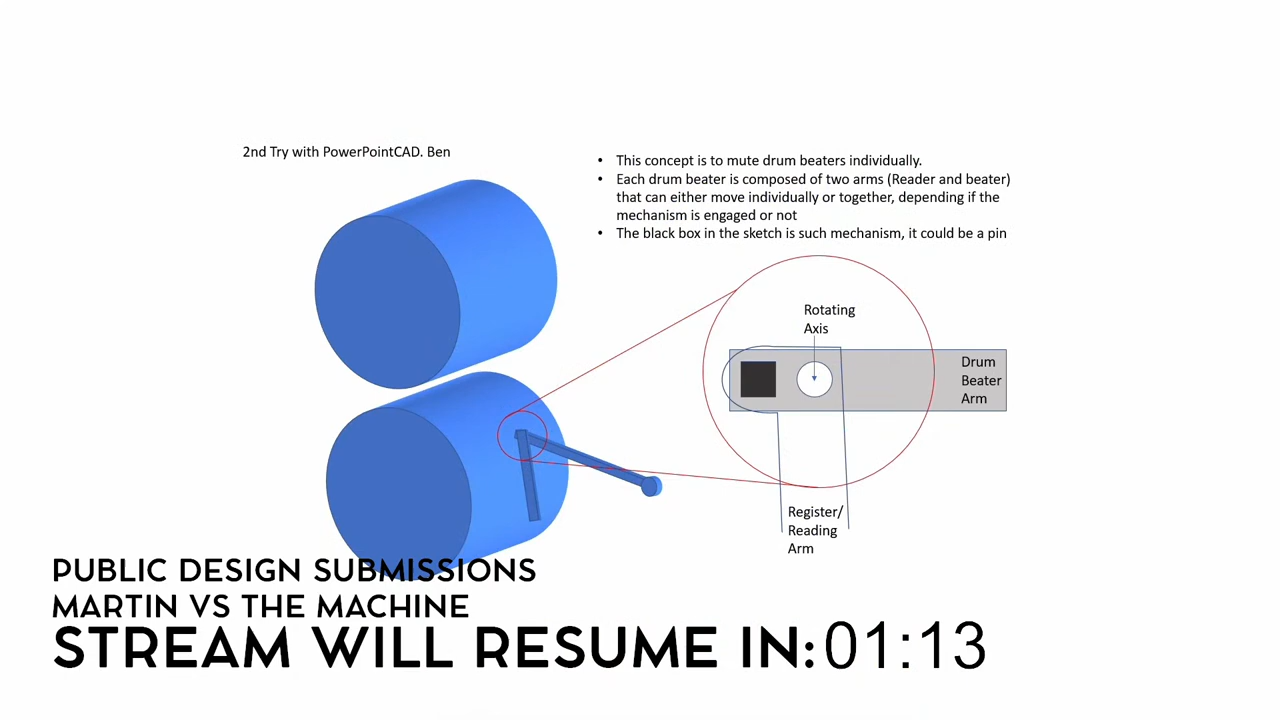 2nd Try with PowerPointCAD. Ben
• This concept is to mute drum beaters individually.
• Each drum beater is composed of two arms (Reader and beater)
that can either move individually or together, depending if the
mechanism is engaged or not
• The black box in the sketch is such mechanism, it could be a pin
Rotating
Axis
Drum
Beater
Arm
Register/
Reading
Arm
PUBLIC DESIGN SUBMISSIONS
MARTIN VS THE MACHINE
STREAM WILL RESUME IN: 01:13